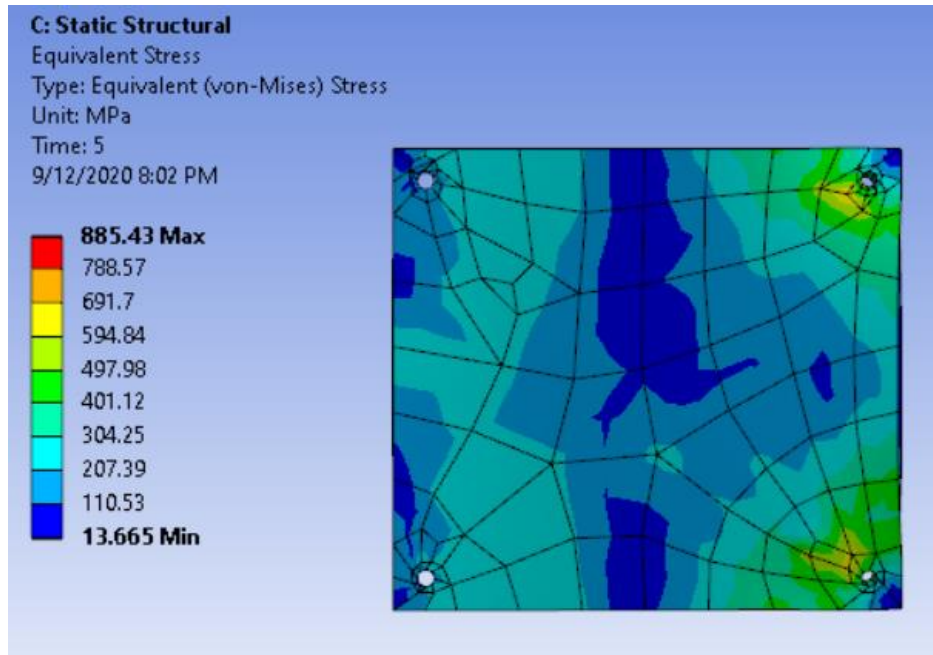 C: Static Structural
Equivalent Stress
Type: Equivalent (von-Mises) Stress
Unit: MPa
Time: 5
9/12/2020 8:02 PM
885.43 Max
788.57
691.7
594.84
497.98
401.12
304.25
207.39
110.53
13.665 Min